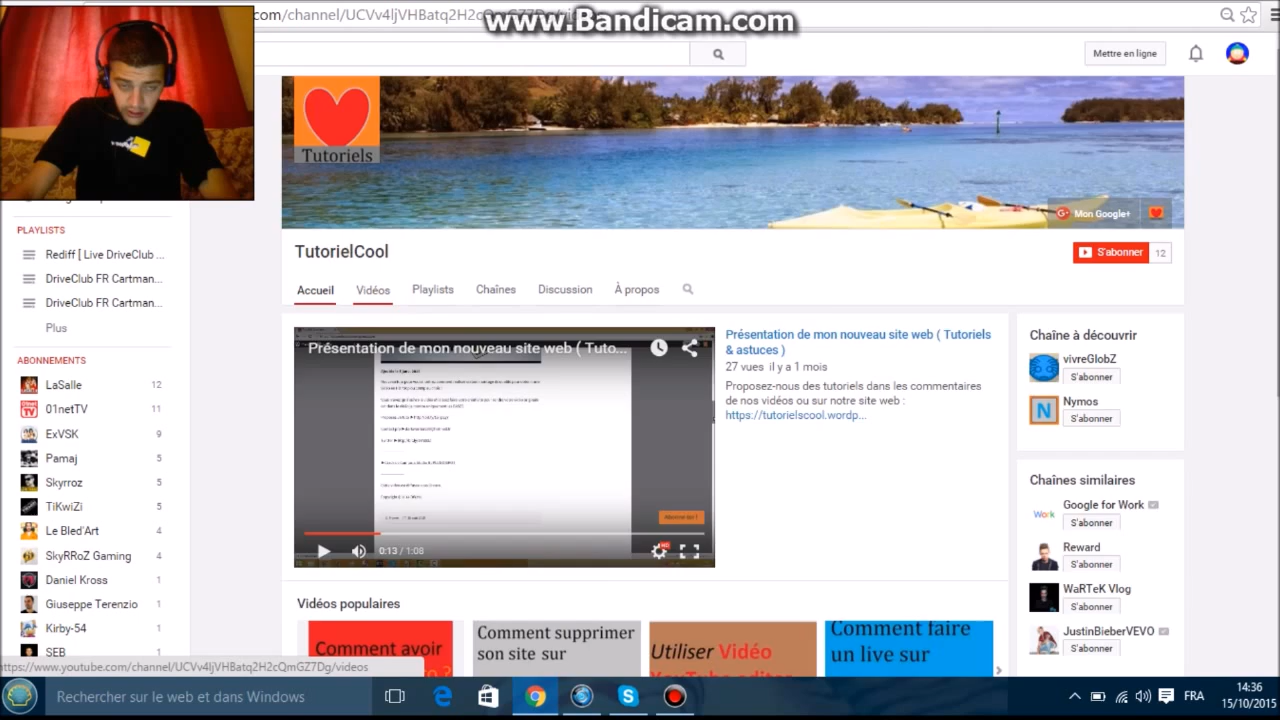 www.Bandicam.com
com/channel/UCVv4ljVHBatq2H2cQmGZ7Dg/vi
Mettre en ligne
Tutoriels
Mon Google+
TutorielCool
S'abonner 12
Accueil Vidéos Playlists Chaînes Discussion À propos
PLAYLISTS
Rediff [ Live DriveClub ...
DriveClub FR Cartman...
DriveClub FR Cartman...
Plus
ABONNEMENTS
LaSalle 12
01netTV 11
ExVSK 9
Pamaj 5
Skyrroz 5
TiKwiZi 5
Le Bled'Art 4
SkyRRoZ Gaming 4
Daniel Kross 1
Giuseppe Terenzio 1
Kirby-54 1
SEB 1
Présentation de mon nouveau site web ( Tuto...
0:13 / 1:08
Présentation de mon nouveau site web ( Tutoriels
& astuces )
27 vues il y a 1 mois
Proposez-nous des tutoriels dans les commentaires
de nos vidéos ou sur notre site web :
https://tutorielscool.wordp...
Chaîne à découvrir
vivreGlobZ
S'abonner
Nymos
S'abonner
Chaînes similaires
Google for Work
S'abonner
Reward
S'abonner
WaRTeK Vlog
S'abonner
JustinBieberVEVO
S'abonner
Vidéos populaires
Comment avoir
Comment supprimer
son site sur
Utiliser Vidéo
YouTube editor
Comment faire
un live sur
https://www.youtube.com/channel/UCVv4ljVHBatq2H2cQmGZ7Dg/videos
Rechercher sur le web et dans Windows
FRA
14:36
15/10/2015